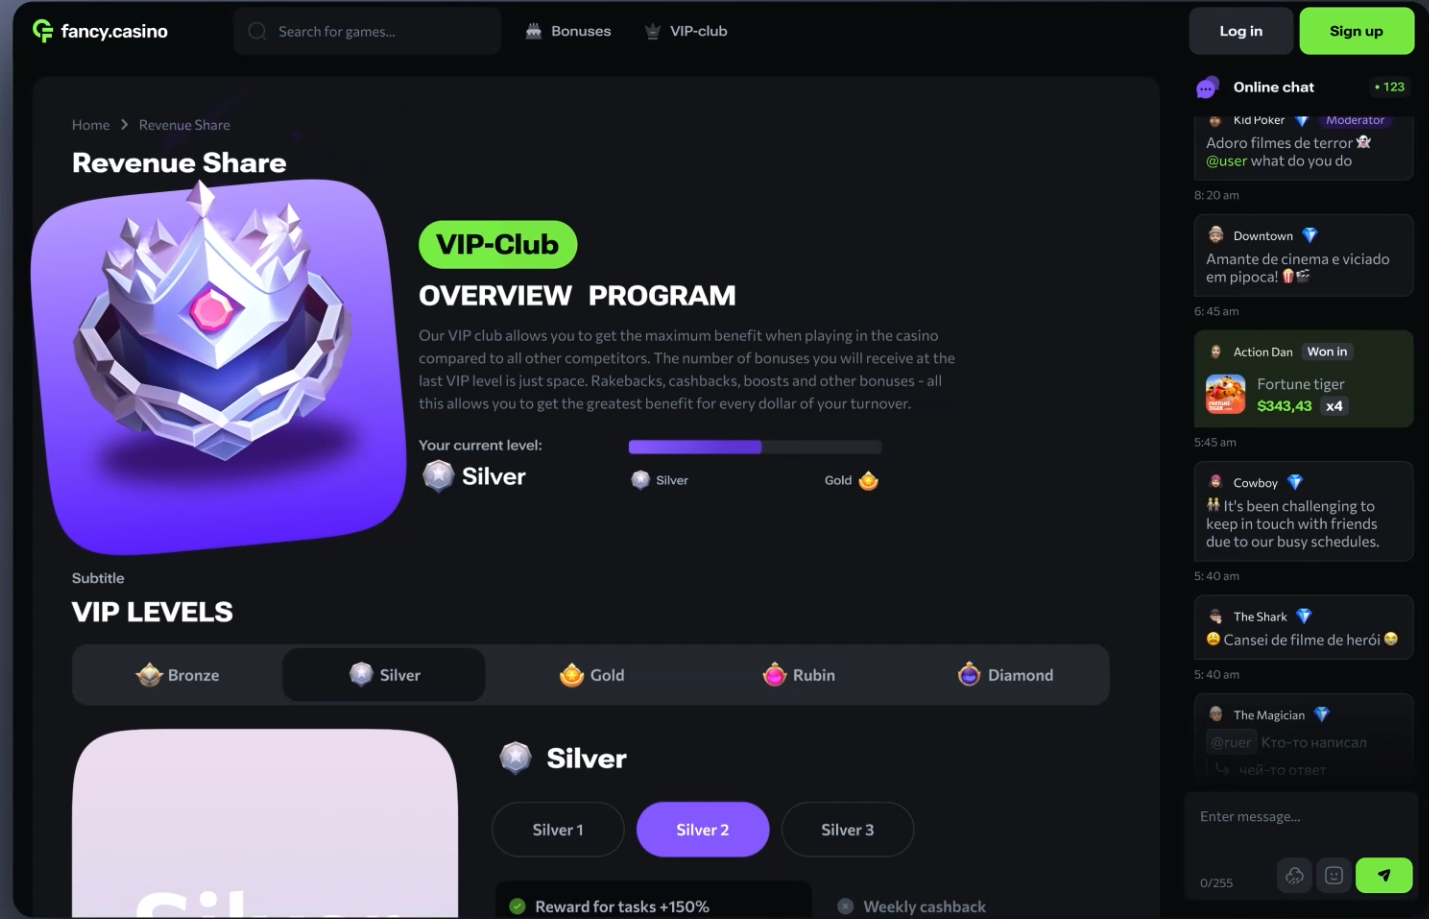 fancy.casino
Search for games...
Bonuses
VIP-club
Log in
Sign up
Home > Revenue Share
Revenue Share
VIP-Club
OVERVIEW PROGRAM
Our VIP club allows you to get the maximum benefit when playing in the casino
compared to all other competitors. The number of bonuses you will receive at the
last VIP level is just space. Rakebacks, cashbacks, boosts and other bonuses - all
this allows you to get the greatest benefit for every dollar of your turnover.
Your current level:
Silver
Silver
Gold
Subtitle
VIP LEVELS
Bronze
Silver
Gold
Rubin
Diamond
Silver
Silver
Silver 1
Silver 2
Silver 3
Reward for tasks +150%
Weekly cashback
Online chat
• 123
Kid Poker Moderator
Adoro filmes de terror 👻
@user what do you do
8:20 am
Downtown
Amante de cinema e viciado
em pipoca! 🍿🎬
6:45 am
Action Dan Won in
FORTUNE TIGER
Fortune tiger
$343,43 x4
5:45 am
Cowboy
👬 It's been challenging to
keep in touch with friends
due to our busy schedules.
5:40 am
The Shark
😩 Cansei de filme de herói 😭
5:40 am
The Magician
@ruer Кто-то написал
чей-то ответ
Enter message...
0/255